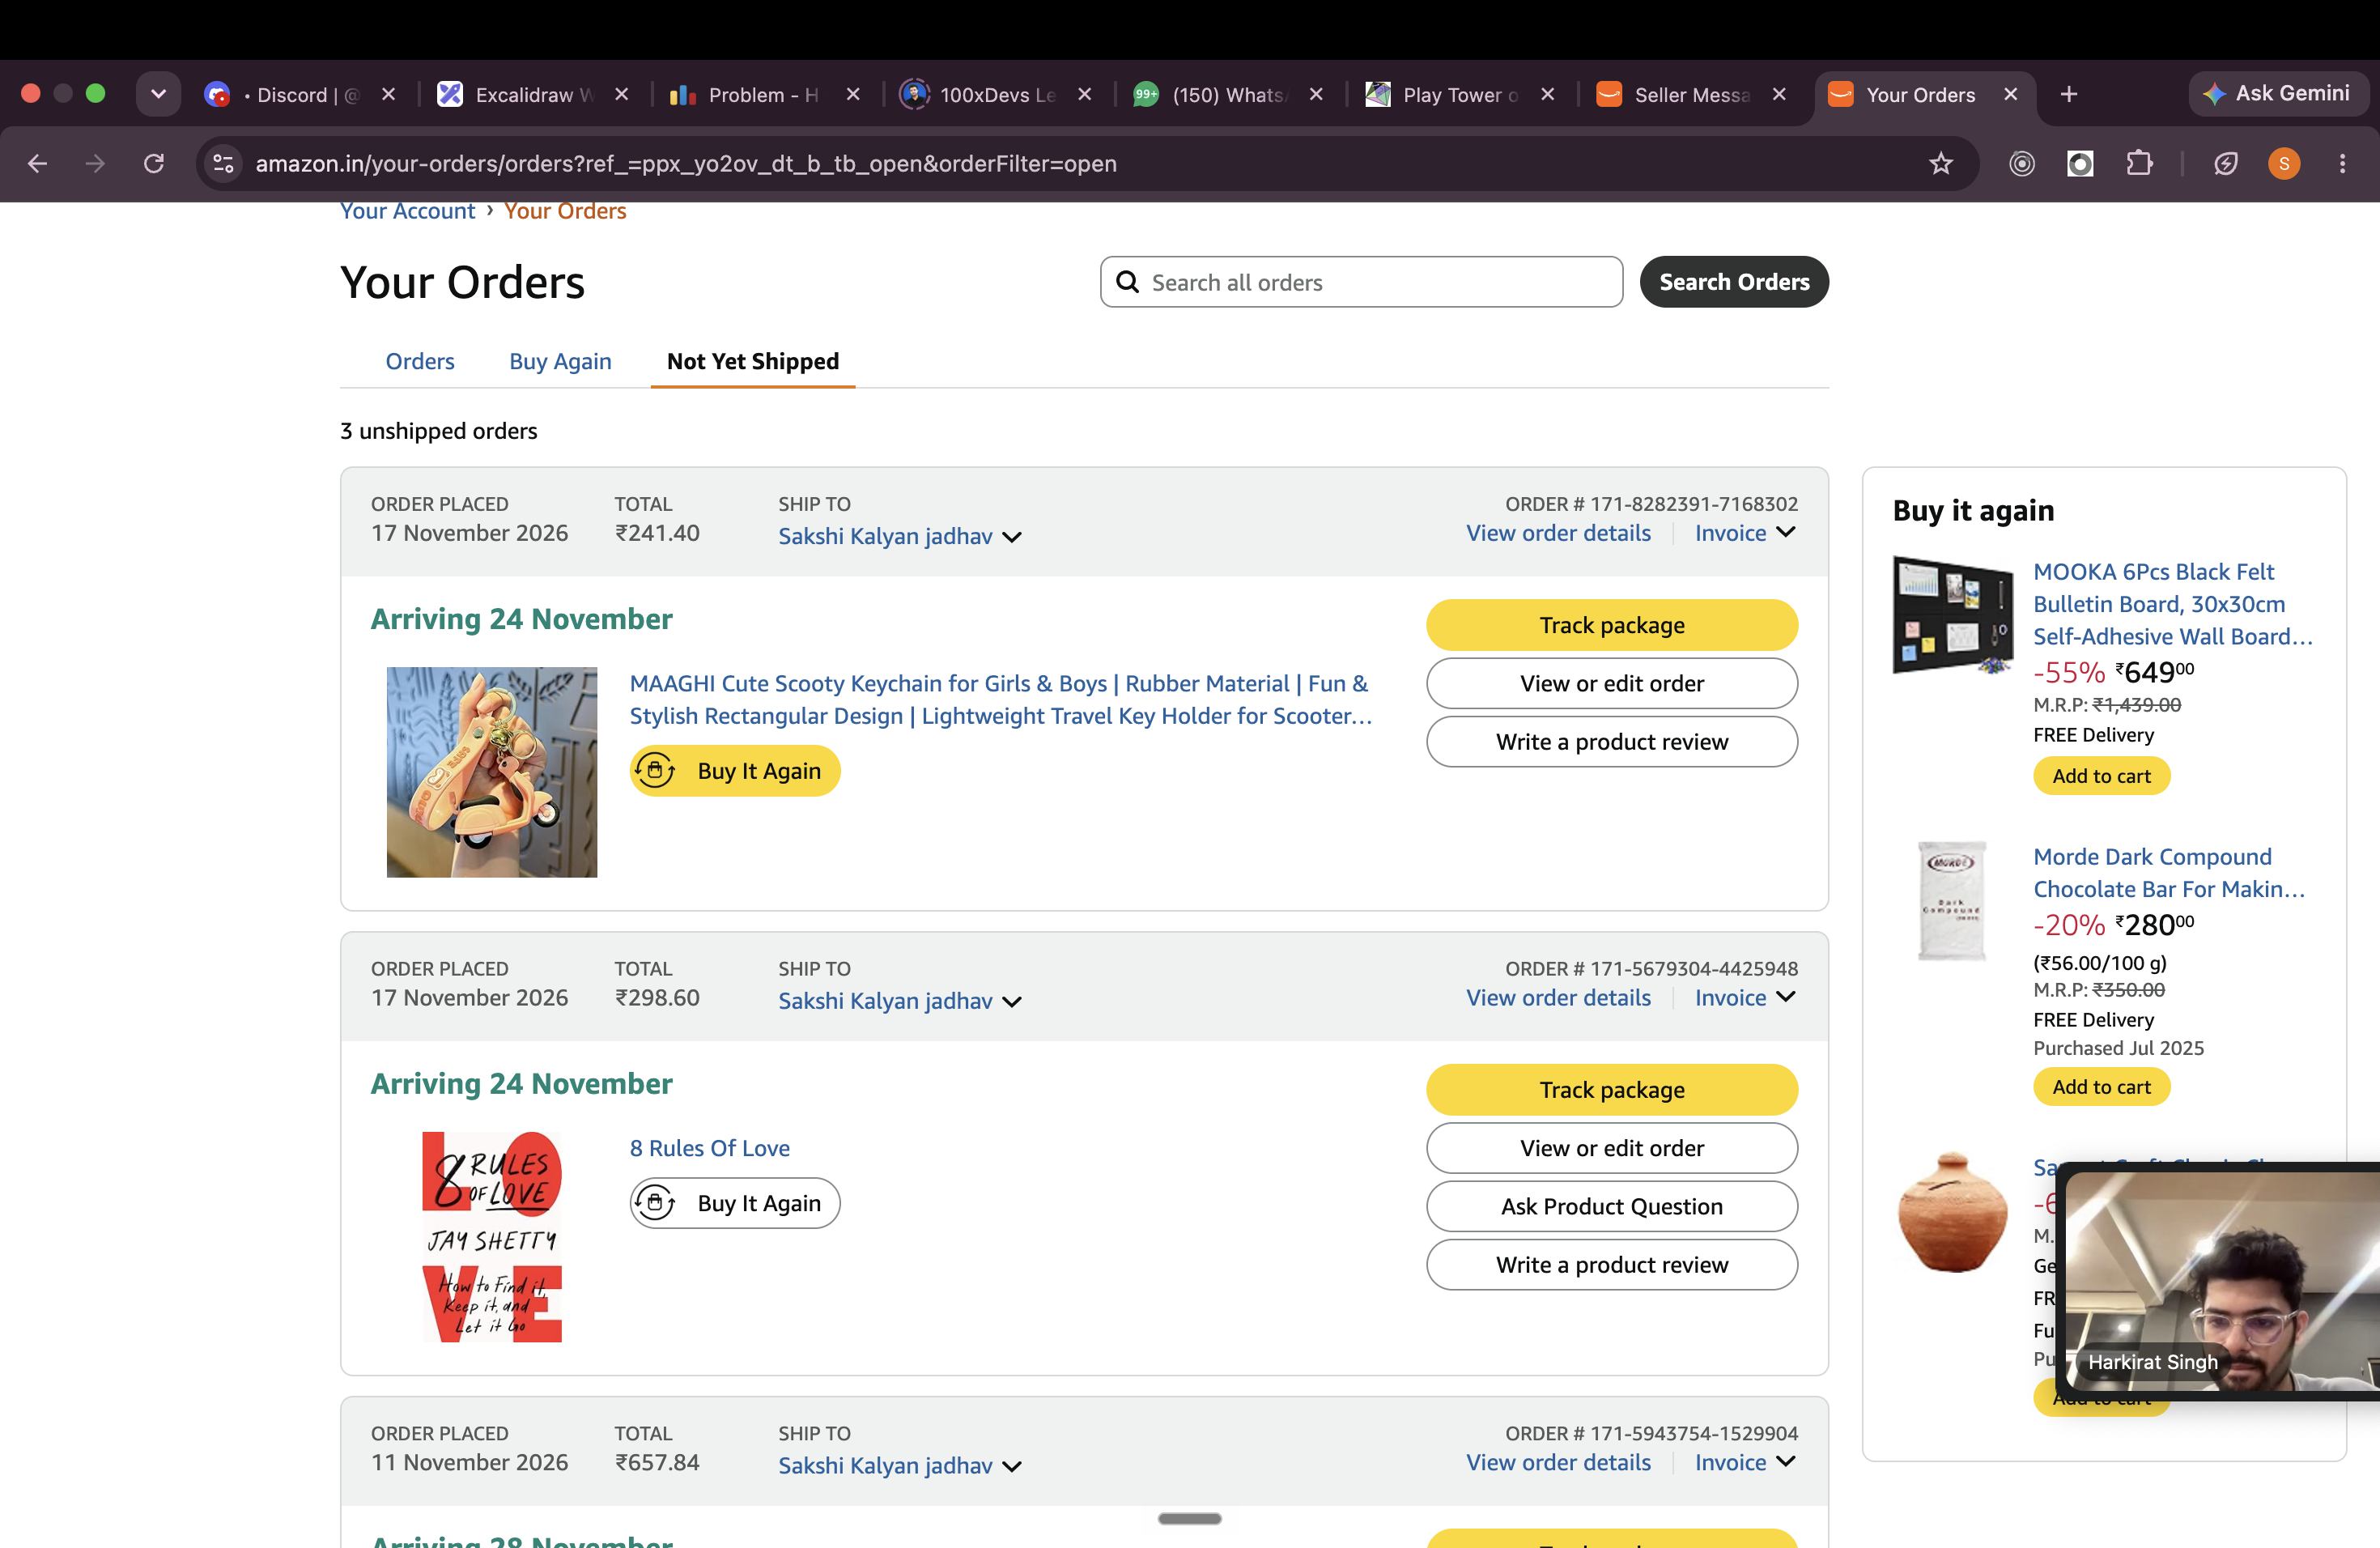 • Discord | @
Excalidraw W
Problem - H
100xDevs Le
99+
(150) Whats
Play Tower o
Seller Messa
Your Orders
Ask Gemini
amazon.in/your-orders/orders?ref_=ppx_yo2ov_dt_b_tb_open&orderFilter=open
S
Your Account › Your Orders
Your Orders
Search all orders
Search Orders
Orders
Buy Again
Not Yet Shipped
3 unshipped orders
ORDER PLACED
17 November 2026
TOTAL
₹241.40
SHIP TO
Sakshi Kalyan jadhav
ORDER # 171-8282391-7168302
View order details
Invoice
Arriving 24 November
MAAGHI Cute Scooty Keychain for Girls & Boys | Rubber Material | Fun &
Stylish Rectangular Design | Lightweight Travel Key Holder for Scooter...
Buy It Again
Track package
View or edit order
Write a product review
ORDER PLACED
17 November 2026
TOTAL
₹298.60
SHIP TO
Sakshi Kalyan jadhav
ORDER # 171-5679304-4425948
View order details
Invoice
Arriving 24 November
8 RULES
OF LOVE
JAY SHETTY
How to Find it,
Keep it, and
Let it Go
8 Rules Of Love
Buy It Again
Track package
View or edit order
Ask Product Question
Write a product review
ORDER PLACED
11 November 2026
TOTAL
₹657.84
SHIP TO
Sakshi Kalyan jadhav
ORDER # 171-5943754-1529904
View order details
Invoice
Arriving 28 November
Buy it again
MOOKA 6Pcs Black Felt
Bulletin Board, 30x30cm
Self-Adhesive Wall Board...
-55% ₹64900
M.R.P: ₹1,439.00
FREE Delivery
Add to cart
MORDE
Dark
Compound
Morde Dark Compound
Chocolate Bar For Makin...
-20% ₹28000
(₹56.00/100 g)
M.R.P: ₹350.00
FREE Delivery
Purchased Jul 2025
Add to cart
Harkirat Singh
Add to cart